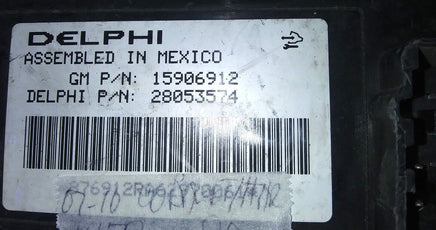 DELPHI
ASSEMBLED IN MEXICO
GM P/N: 15906912
DELPHI P/N: 28053574
07-10